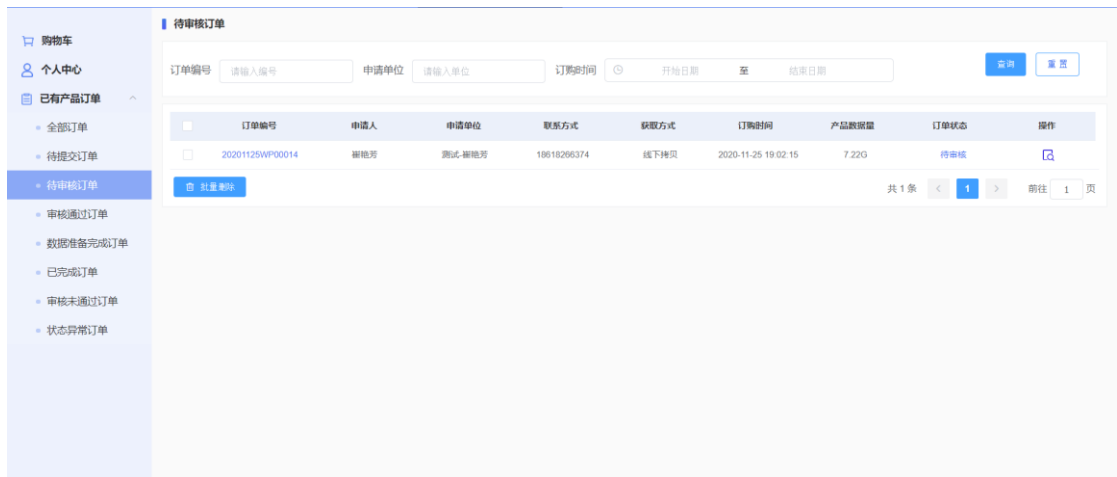 待审核订单
购物车
个人中心
已有产品订单
全部订单
待提交订单
待审核订单
审核通过订单
数据准备完成订单
已完成订单
审核未通过订单
状态异常订单
订单编号 请输入编号 申请单位 请输入单位 订购时间 开始日期 至 结束日期 查询 重置
订单编号 申请人 申请单位 联系方式 获取方式 订购时间 产品数据量 订单状态 操作
20201125WP00014 崔艳芳 测试-崔艳芳 18618266374 线下拷贝 2020-11-25 19:02:15 7.22G 待审核
批量删除 共 1 条 < 1 > 前往 1 页